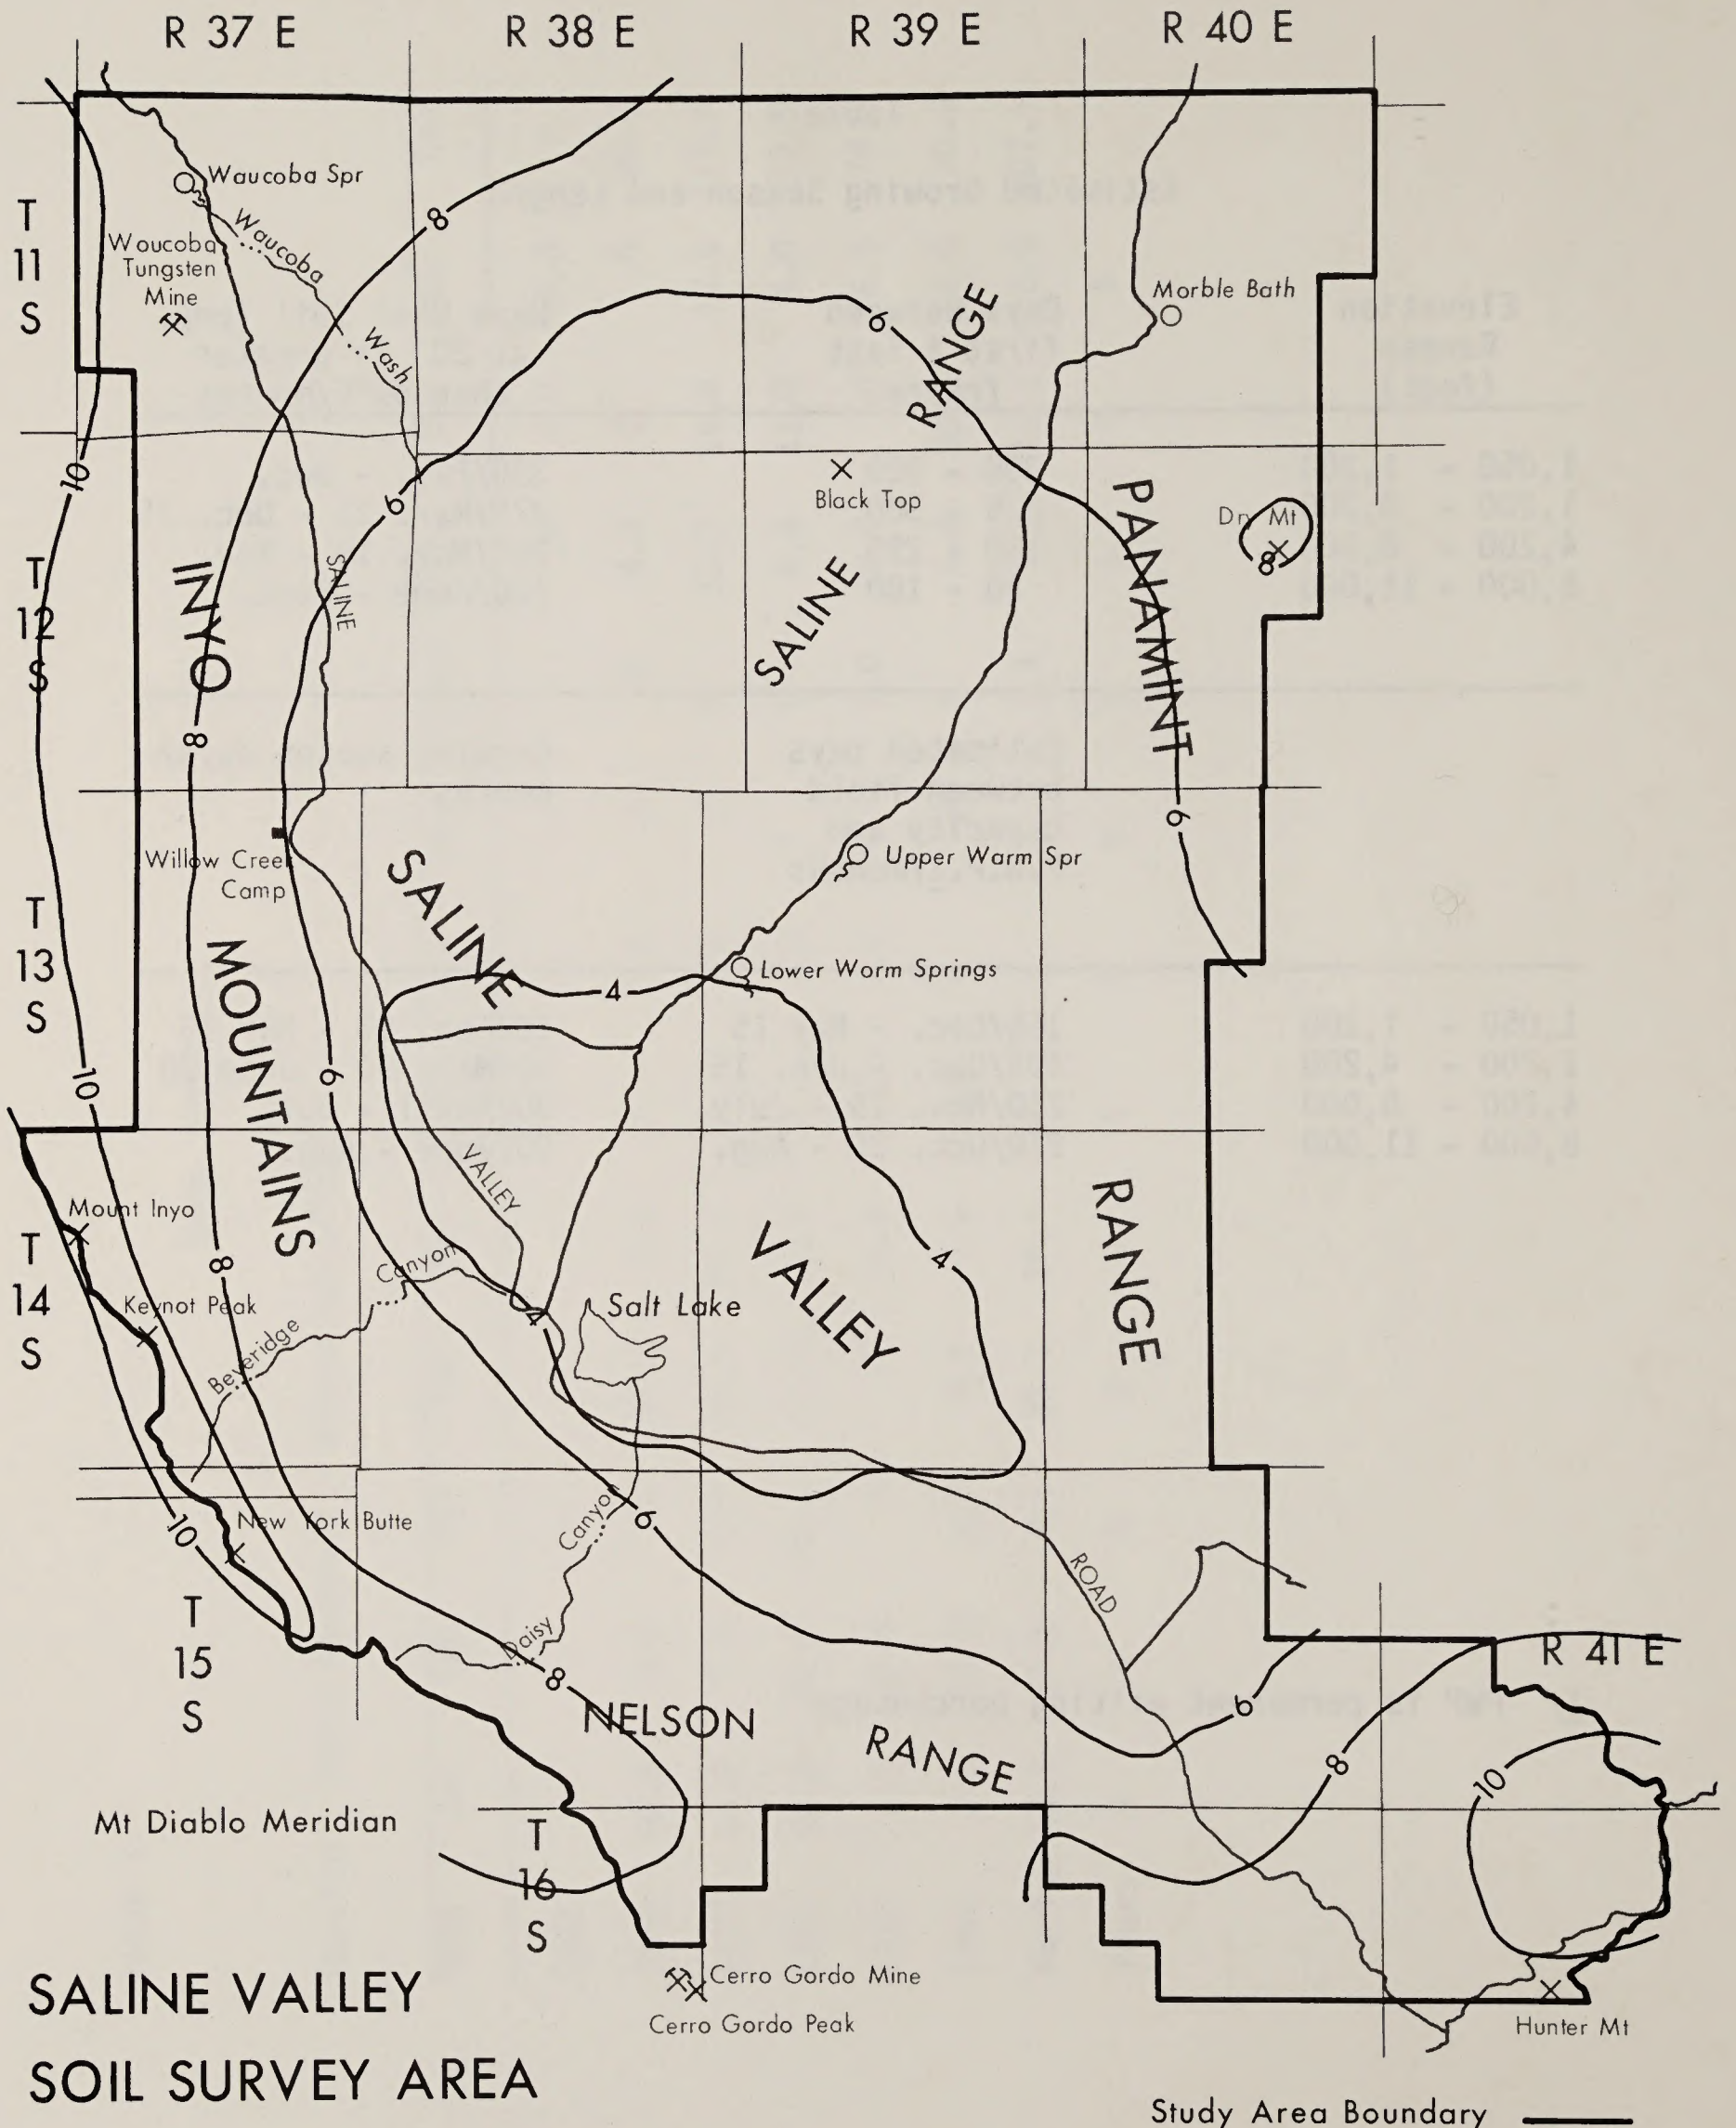 R 37 E
R 38 E
R 39 E
R 40 E
T
11
S
Waucoba Spr
Waucoba
Wash
Woucoba
Tungsten
Mine
8
6
RANGE
Morble Bath
10
6
Black Top
PANAMINT
Dry Mt
8
T
12
S
INYO
SALINE
SALINE
8
6
Willow Creek
Camp
Upper Warm Spr
SALINE
T
13
S
MOUNTAINS
Lower Worm Springs
4
10
6
VALLEY
RANGE
Mount Inyo
T
14
S
8
Canyon
VALLEY
4
Keynot Peak
Beveridge
4
Salt Lake
New York Butte
10
Canyon
6
ROAD
T
15
S
Daisy
8
R 41 E
NELSON
RANGE
6
8
10
Mt Diablo Meridian
T
16
S
Cerro Gordo Mine
Cerro Gordo Peak
Hunter Mt
SALINE VALLEY
SOIL SURVEY AREA
Study Area Boundary